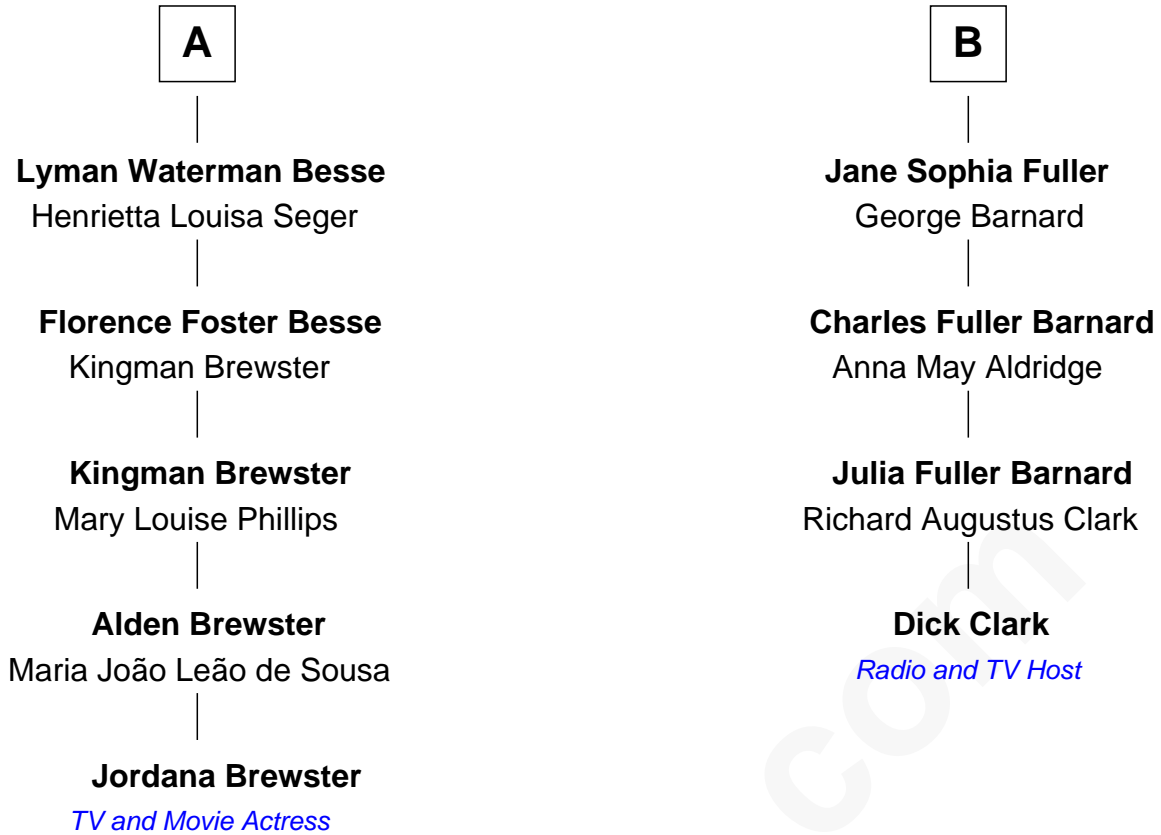 A
Lyman Waterman Besse
Henrietta Louisa Seger
Florence Foster Besse
Kingman Brewster
Kingman Brewster
Mary Louise Phillips
Alden Brewster
Maria João Leão de Sousa
Jordana Brewster
TV and Movie Actress
B
Jane Sophia Fuller
George Barnard
Charles Fuller Barnard
Anna May Aldridge
Julia Fuller Barnard
Richard Augustus Clark
Dick Clark
Radio and TV Host
com